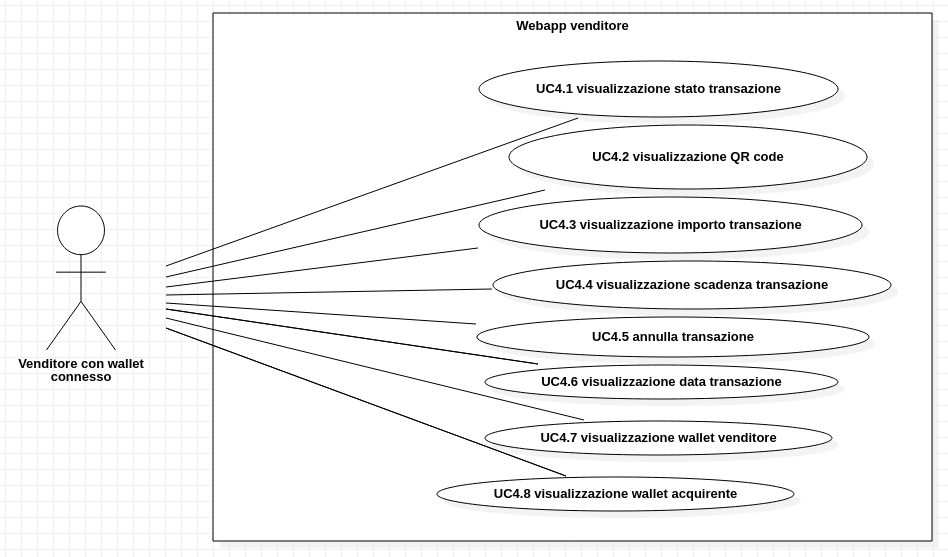 Webapp venditore
UC4.1 visualizzazione stato transazione
UC4.2 visualizzazione QR code
UC4.3 visualizzazione importo transazione
UC4.4 visualizzazione scadenza transazione
UC4.5 annulla transazione
Venditore con wallet
connesso
UC4.6 visualizzazione data transazione
UC4.7 visualizzazione wallet venditore
UC4.8 visualizzazione wallet acquirente